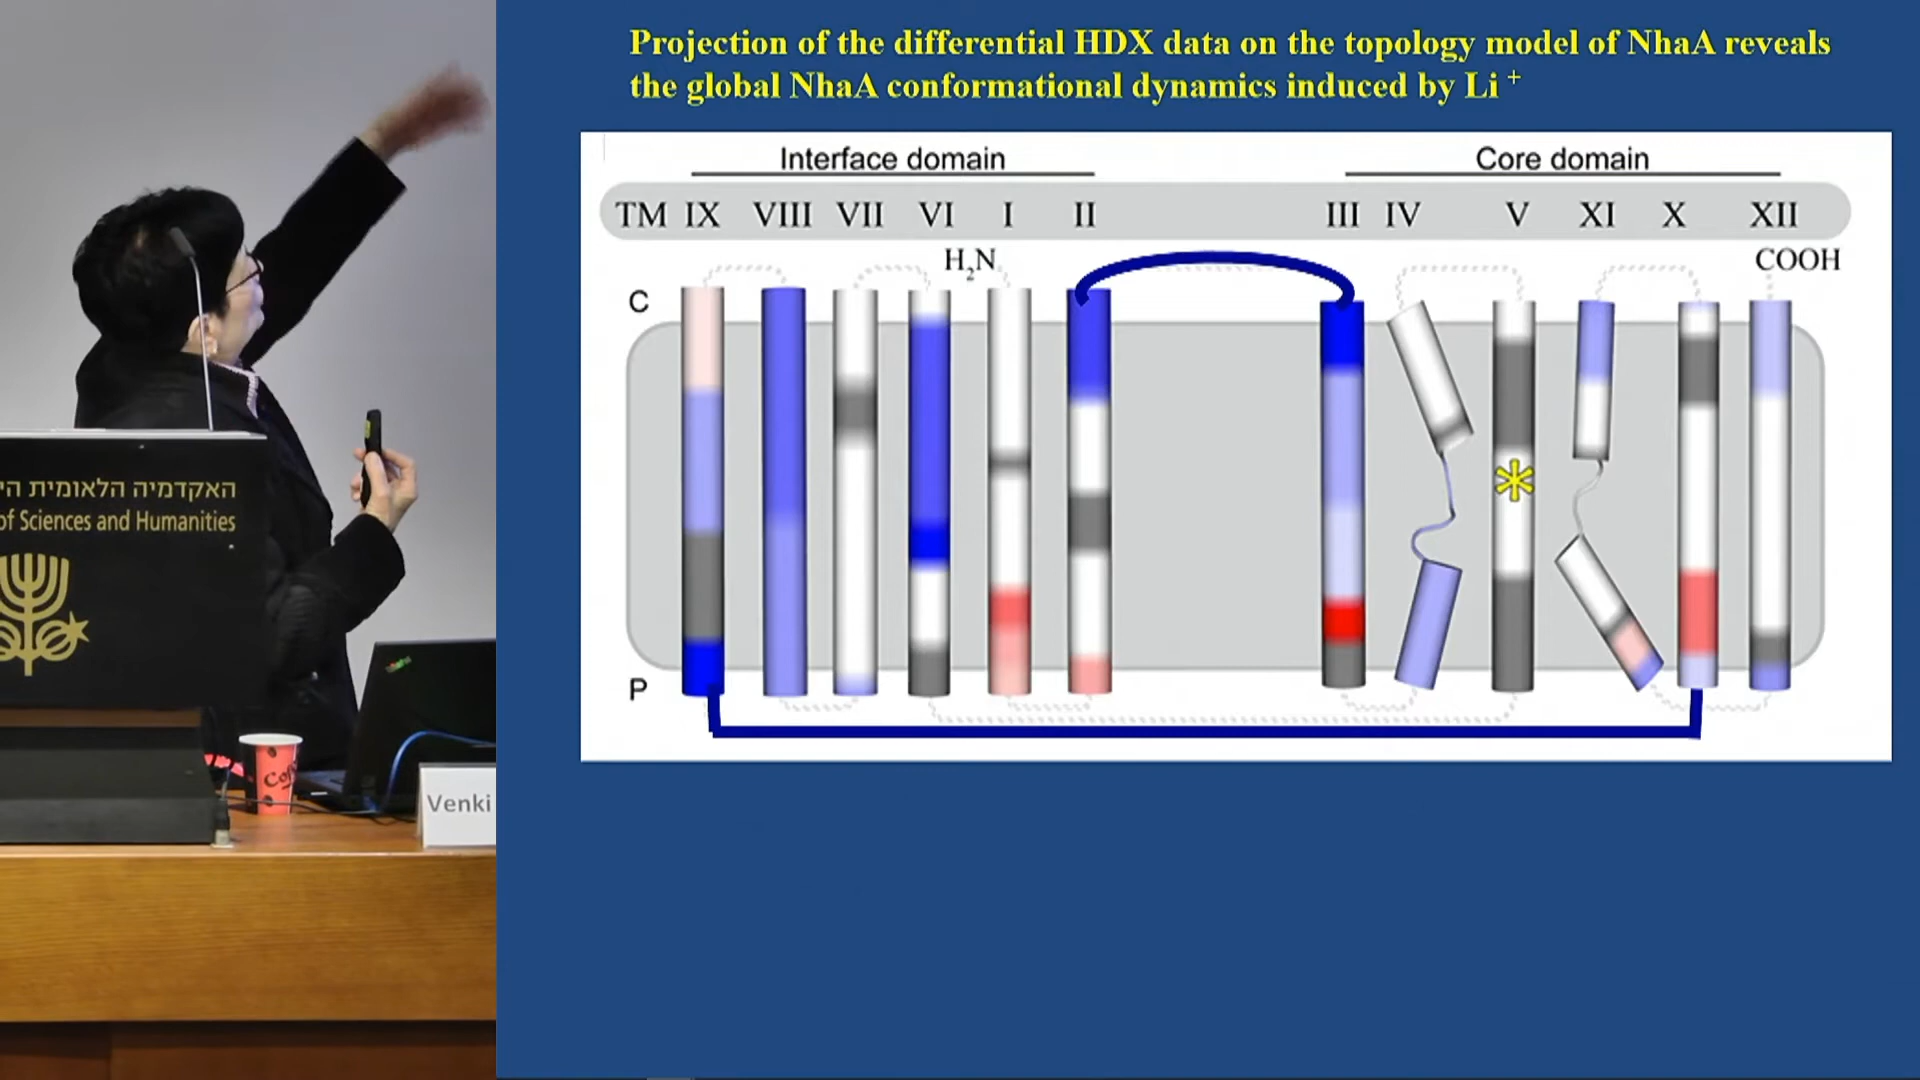 Projection of the differential HDX data on the topology model of NhaA reveals
the global NhaA conformational dynamics induced by Li +
Interface domain
Core domain
TM IX VIII VII VI I II III IV V XI X XII
H2N
COOH
C
P
האקדמיה הלאומית
of Sciences and Humanities
Venki